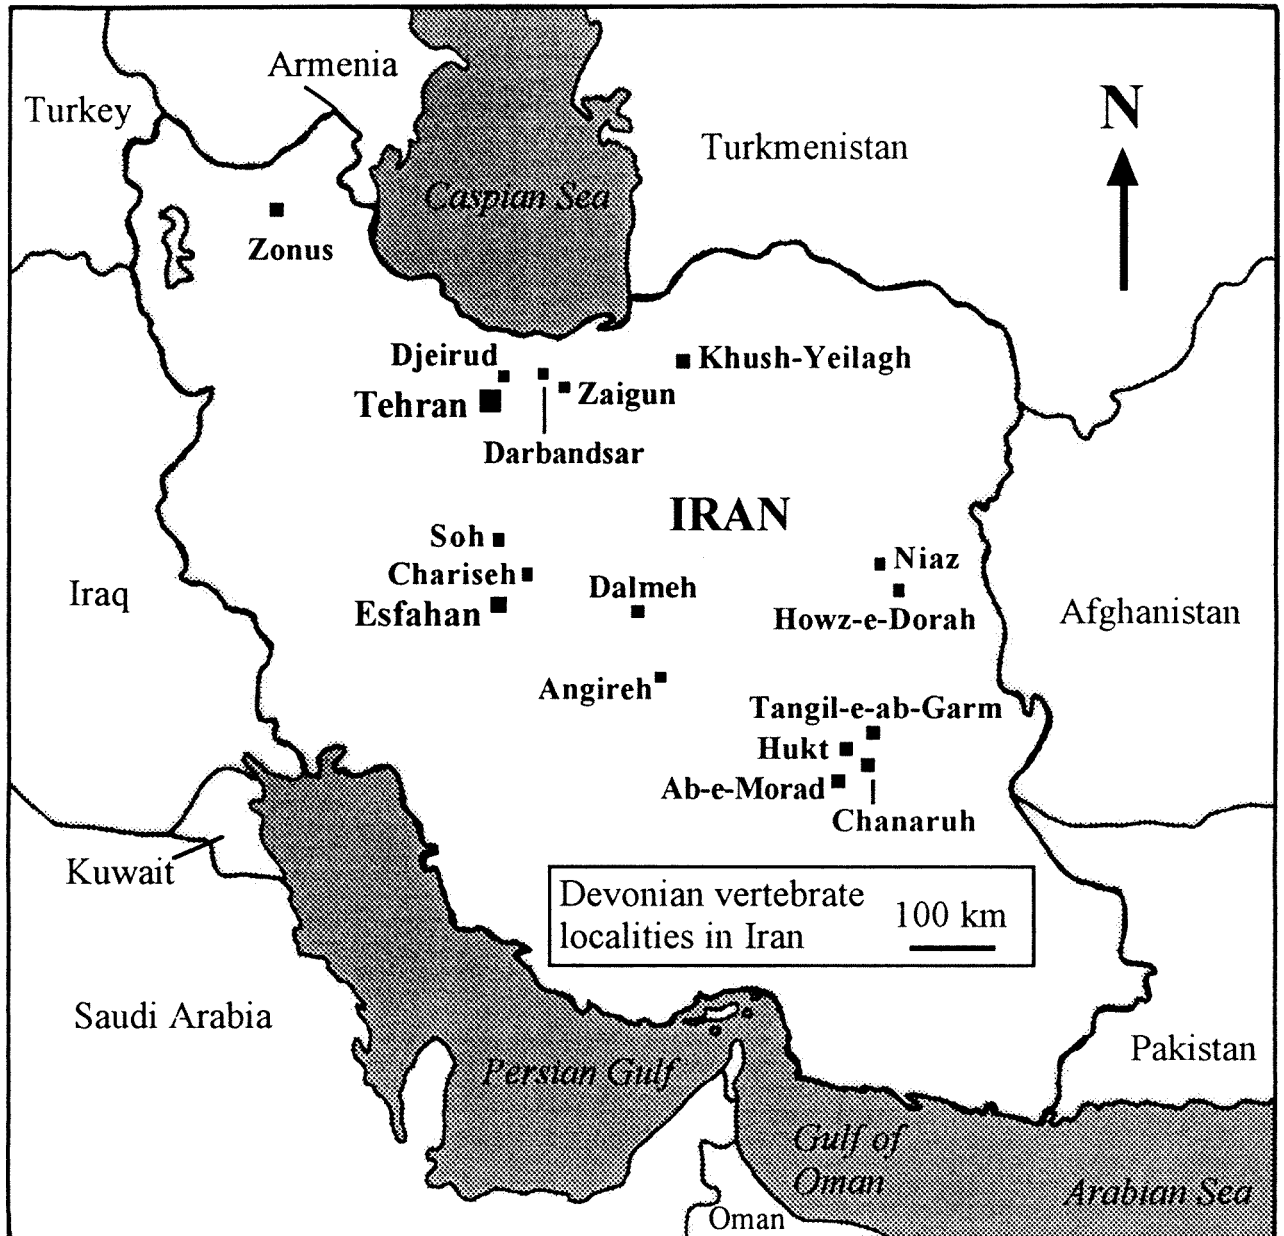 Armenia
Turkey
N
Turkmenistan
Caspian Sea
Zonus
Djeirud
Khush-Yeilagh
Tehran
Zaigun
Darbandsar
IRAN
Soh
Niaz
Chariseh
Dalmeh
Iraq
Esfahan
Howz-e-Dorah
Afghanistan
Angireh
Tangil-e-ab-Garm
Hukt
Ab-e-Morad
Chanaruh
Kuwait
Devonian vertebrate
localities in Iran
100 km
Saudi Arabia
Pakistan
Persian Gulf
Gulf of
Oman
Arabian Sea
Oman